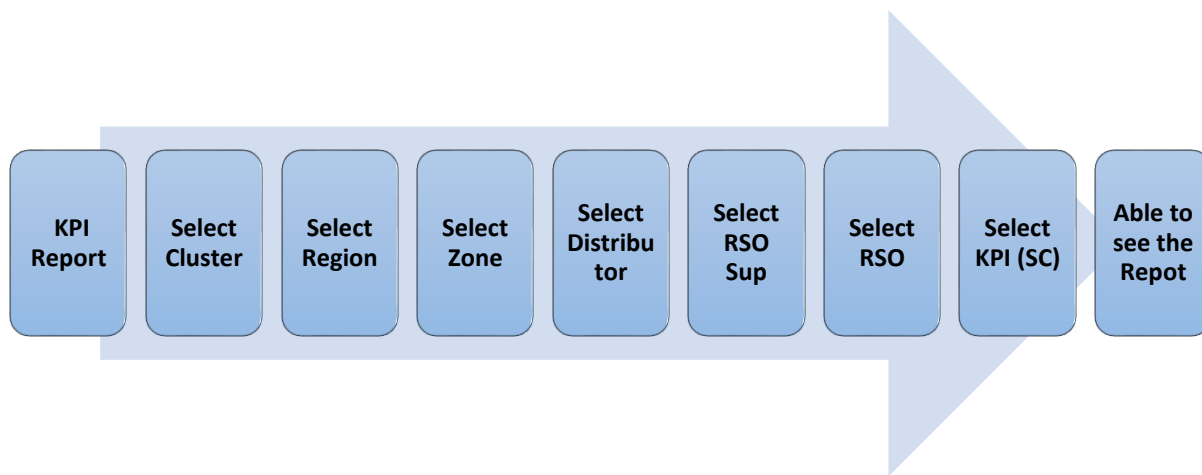 KPI
Report
Select
Cluster
Select
Region
Select
Zone
Select
Distribu
tor
Select
RSO
Sup
Select
RSO
Select
KPI (SC)
Able to
see the
Repot